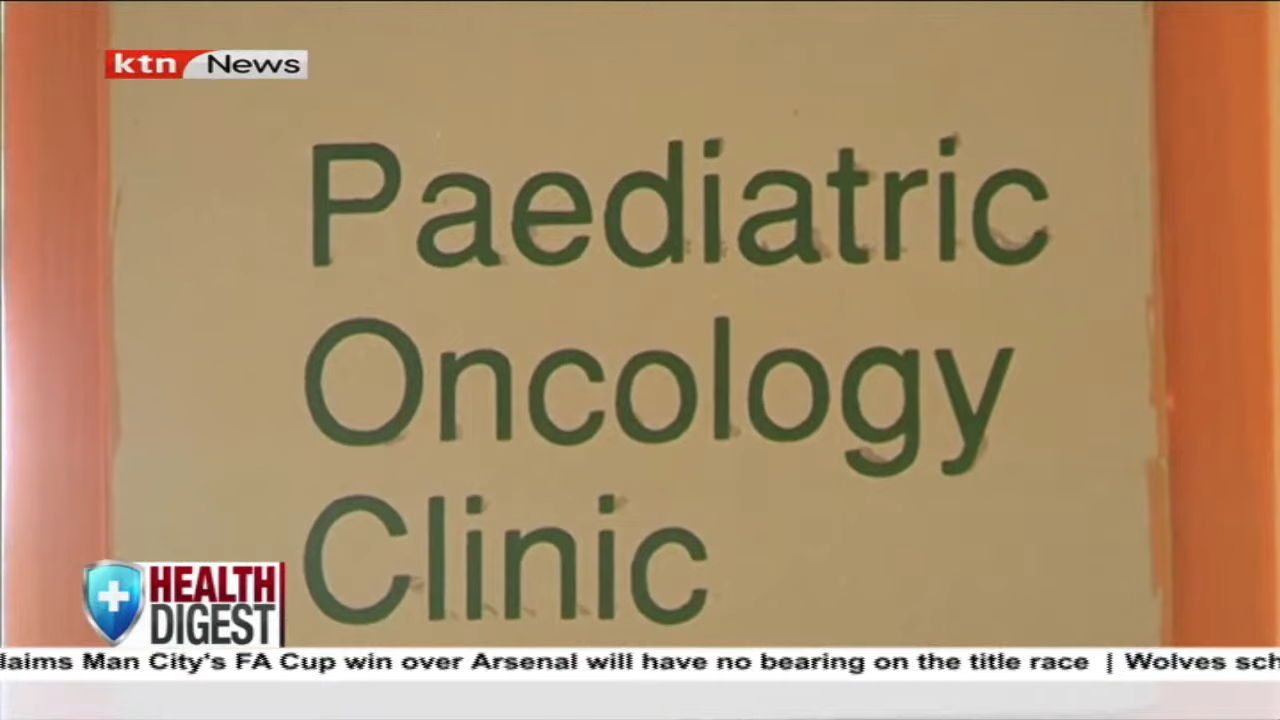 ktn News
Paediatric
Oncology
Clinic
HEALTH
DIGEST
laims Man City's FA Cup win over Arsenal will have no bearing on the title race | Wolves sch